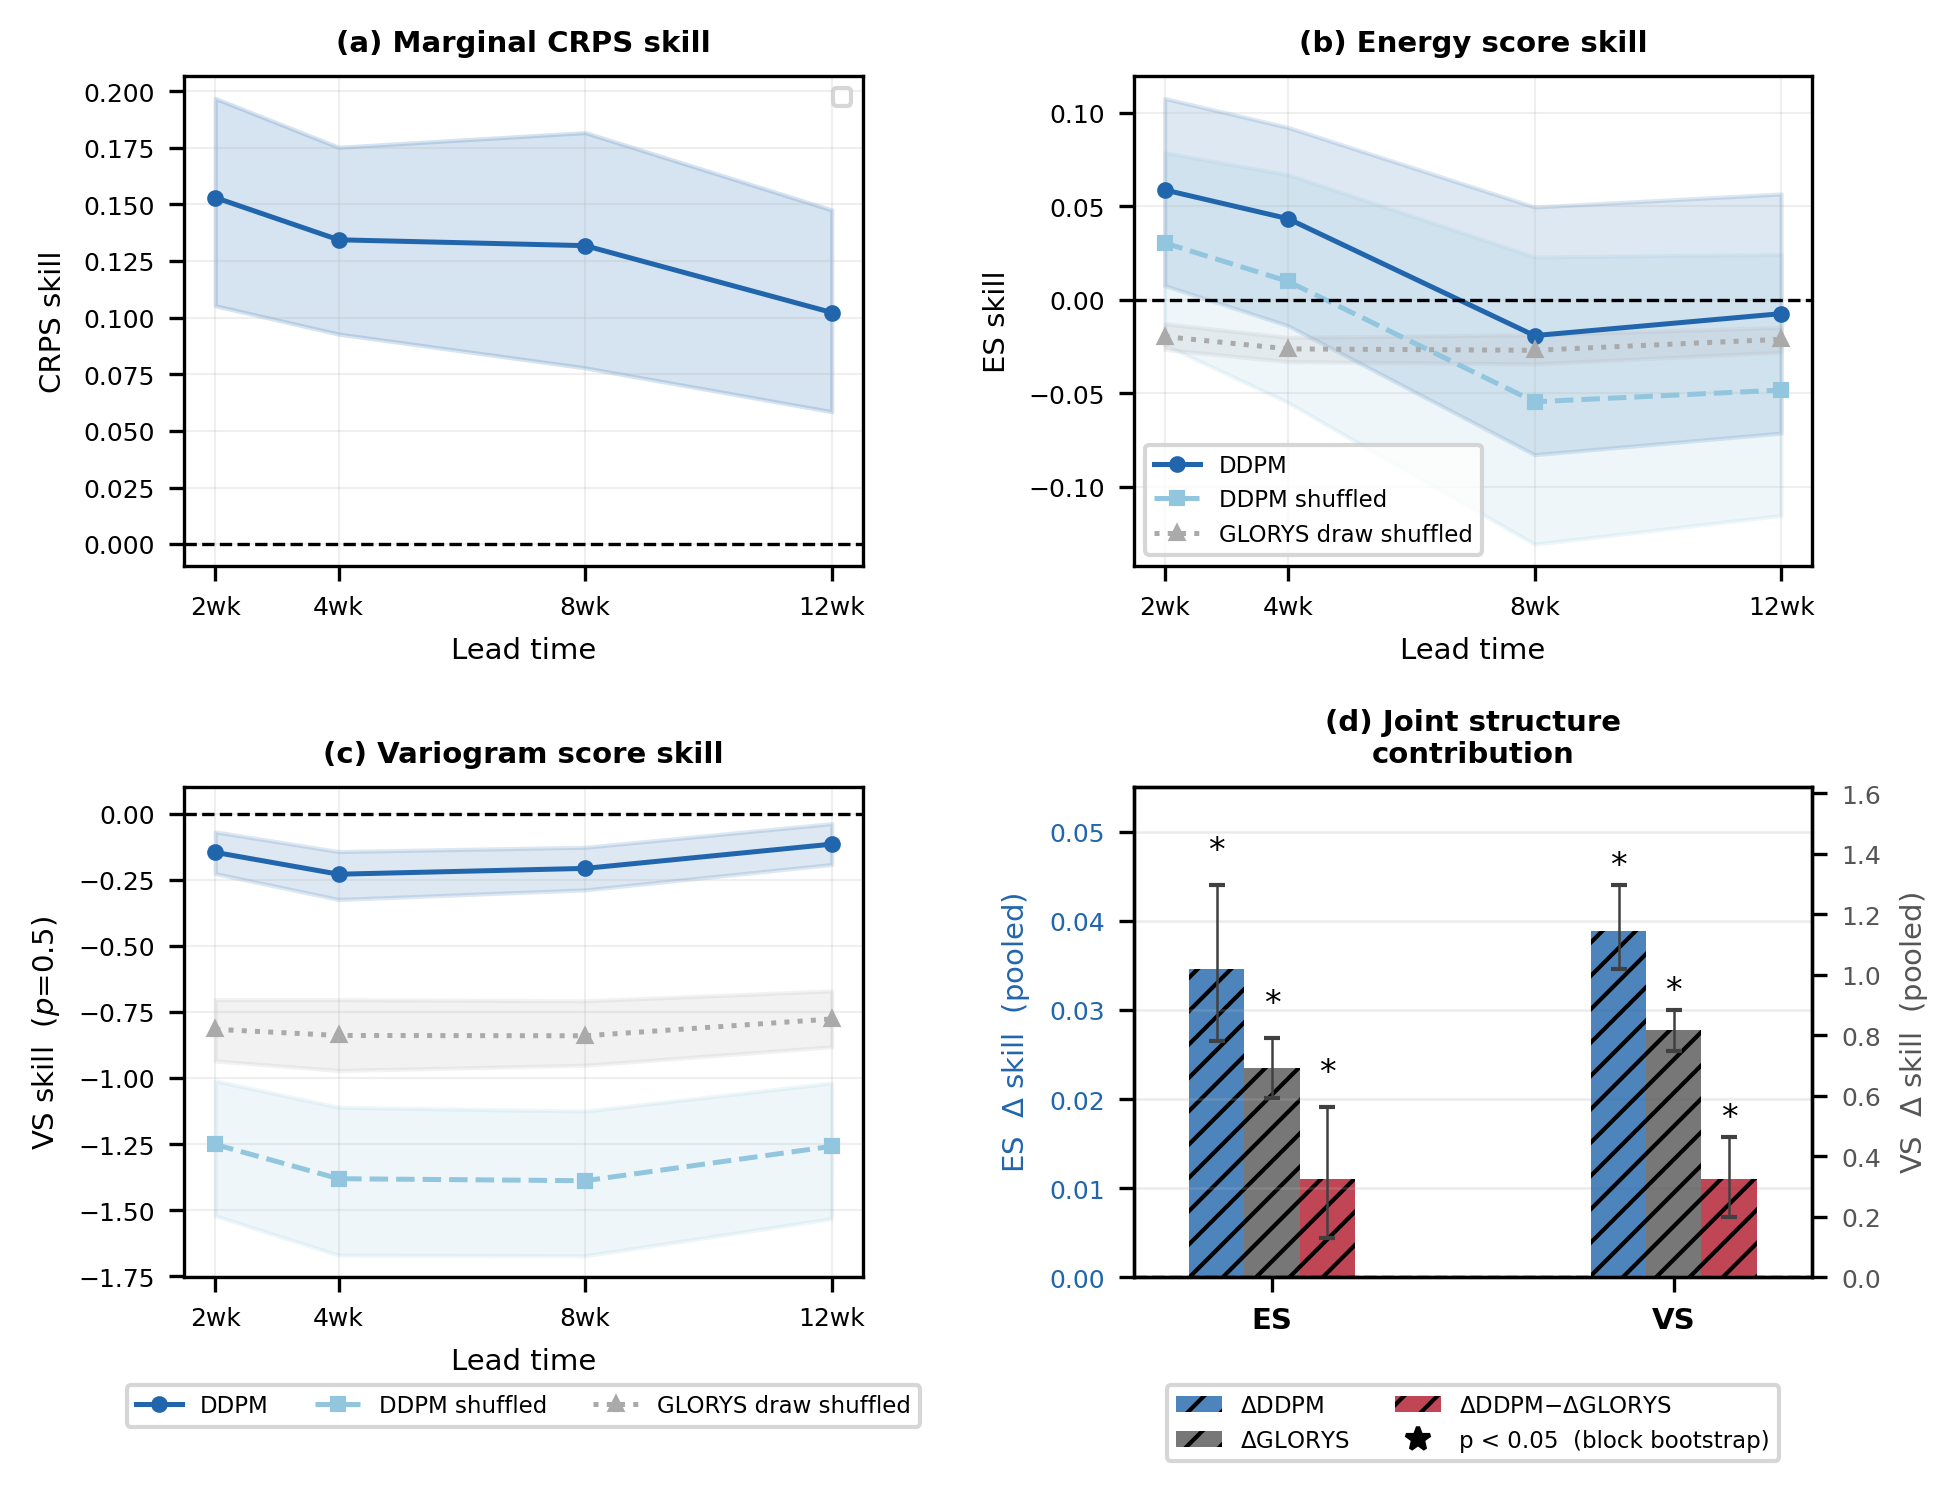 (a) Marginal CRPS skill
0.200
0.175
0.150
0.125
0.100
0.075
0.050
0.025
0.000
CRPS skill
2wk 4wk 8wk 12wk
Lead time
(b) Energy score skill
0.10
0.05
0.00
−0.05
−0.10
ES skill
DDPM
DDPM shuffled
GLORYS draw shuffled
2wk 4wk 8wk 12wk
Lead time
(c) Variogram score skill
0.00
−0.25
−0.50
−0.75
−1.00
−1.25
−1.50
−1.75
VS skill (p=0.5)
2wk 4wk 8wk 12wk
Lead time
DDPM DDPM shuffled GLORYS draw shuffled
(d) Joint structure
contribution
0.05
0.04
0.03
0.02
0.01
0.00
ES Δ skill (pooled)
* * *
* * *
1.6
1.4
1.2
1.0
0.8
0.6
0.4
0.2
0.0
VS Δ skill (pooled)
ES VS
ΔDDPM ΔDDPM−ΔGLORYS
ΔGLORYS ★ p < 0.05 (block bootstrap)